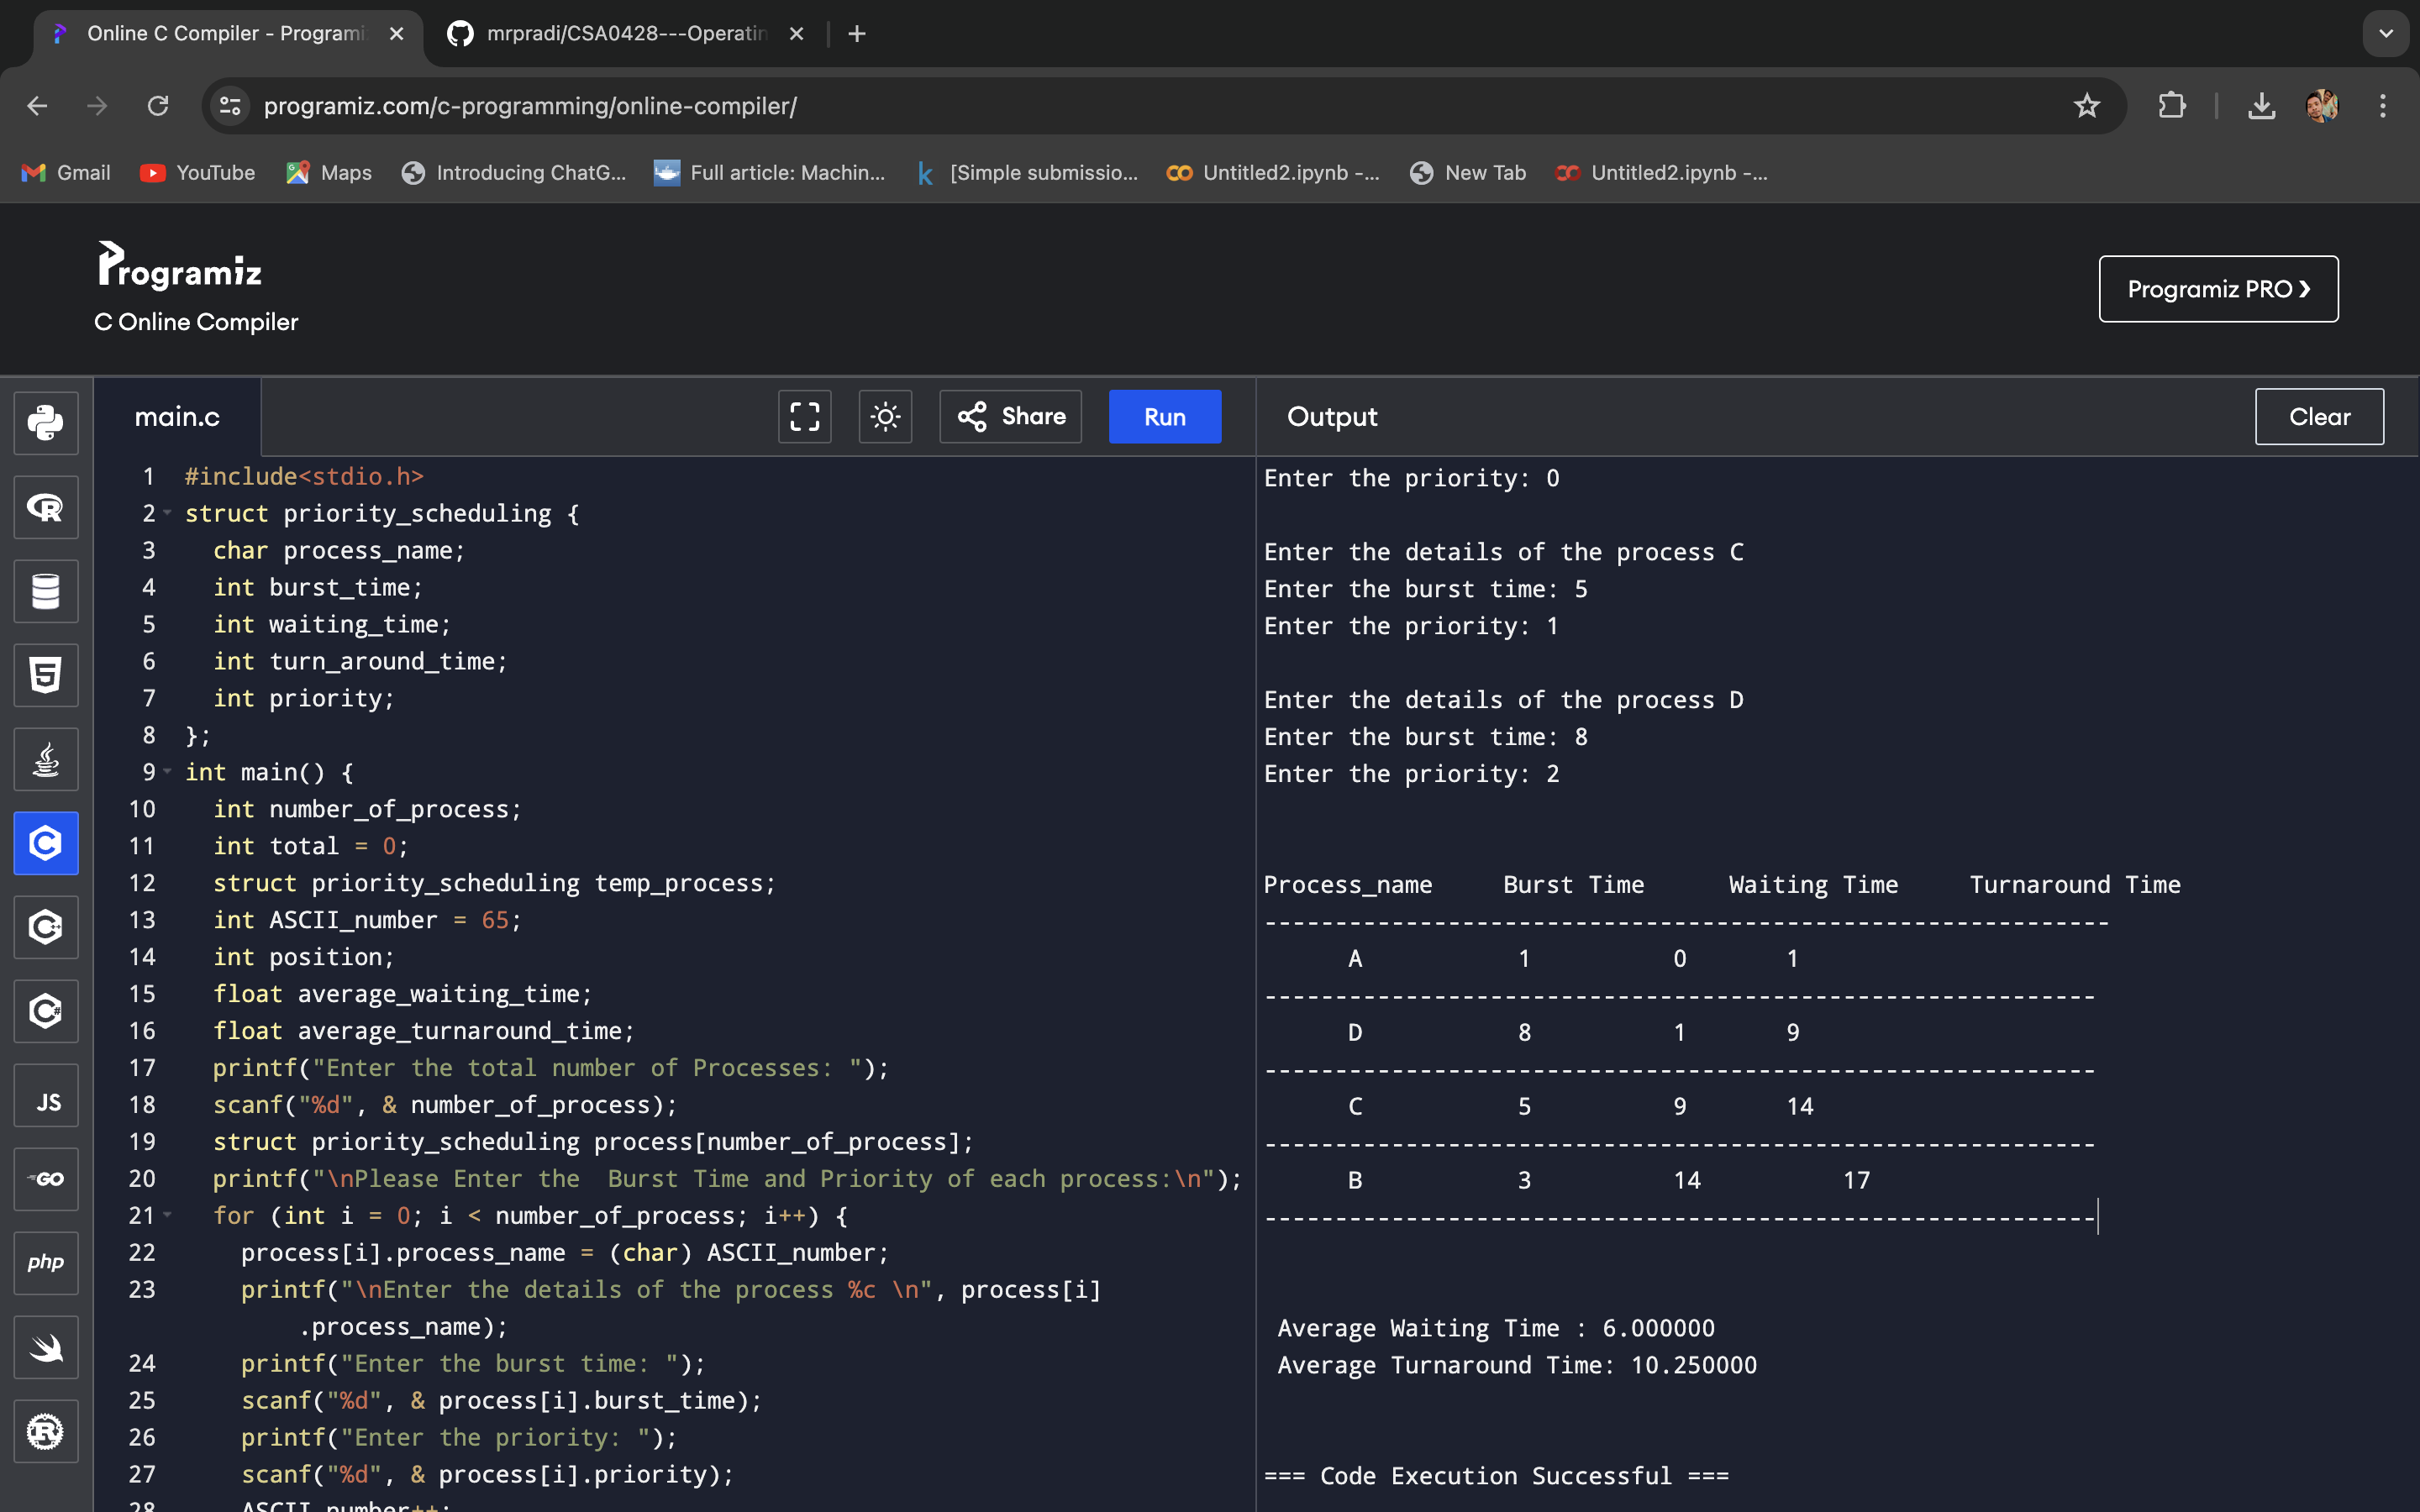 Online C Compiler - Programi
mrpradi/CSA0428---Operatin
programiz.com/c-programming/online-compiler/
Gmail
YouTube
Maps
Introducing ChatG...
Full article: Machin...
[Simple submissio...
Untitled2.ipynb -...
New Tab
Untitled2.ipynb -...
Programiz
C Online Compiler
Programiz PRO ❯
main.c
Share
Run
Output
Clear
JS
GO
php
1 #include<stdio.h>
2 struct priority_scheduling {
3 char process_name;
4 int burst_time;
5 int waiting_time;
6 int turn_around_time;
7 int priority;
8 };
9 int main() {
10 int number_of_process;
11 int total = 0;
12 struct priority_scheduling temp_process;
13 int ASCII_number = 65;
14 int position;
15 float average_waiting_time;
16 float average_turnaround_time;
17 printf("Enter the total number of Processes: ");
18 scanf("%d", & number_of_process);
19 struct priority_scheduling process[number_of_process];
20 printf("\nPlease Enter the  Burst Time and Priority of each process:\n");
21 for (int i = 0; i < number_of_process; i++) {
22 process[i].process_name = (char) ASCII_number;
23 printf("\nEnter the details of the process %c \n", process[i]
.process_name);
24 printf("Enter the burst time: ");
25 scanf("%d", & process[i].burst_time);
26 printf("Enter the priority: ");
27 scanf("%d", & process[i].priority);
28 ASCII_number++;
Enter the priority: 0
Enter the details of the process C
Enter the burst time: 5
Enter the priority: 1
Enter the details of the process D
Enter the burst time: 8
Enter the priority: 2
Process_name Burst Time Waiting Time Turnaround Time
------------------------------------------------------------
A 1 0 1
-----------------------------------------------------------
D 8 1 9
-----------------------------------------------------------
C 5 9 14
-----------------------------------------------------------
B 3 14 17
-----------------------------------------------------------
Average Waiting Time : 6.000000
Average Turnaround Time: 10.250000
=== Code Execution Successful ===